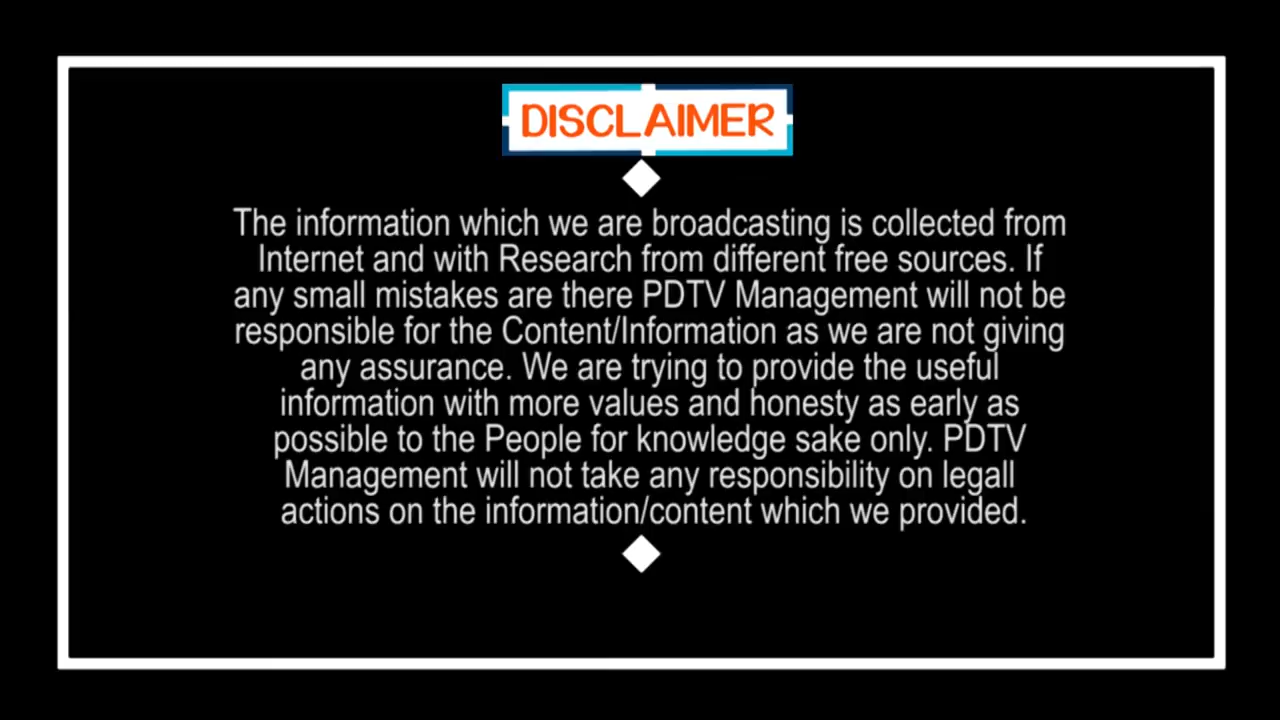 DISCLAIMER
The information which we are broadcasting is collected from
Internet and with Research from different free sources. If
any small mistakes are there PDTV Management will not be
responsible for the Content/Information as we are not giving
any assurance. We are trying to provide the useful
information with more values and honesty as early as
possible to the People for knowledge sake only. PDTV
Management will not take any responsibility on legall
actions on the information/content which we provided.